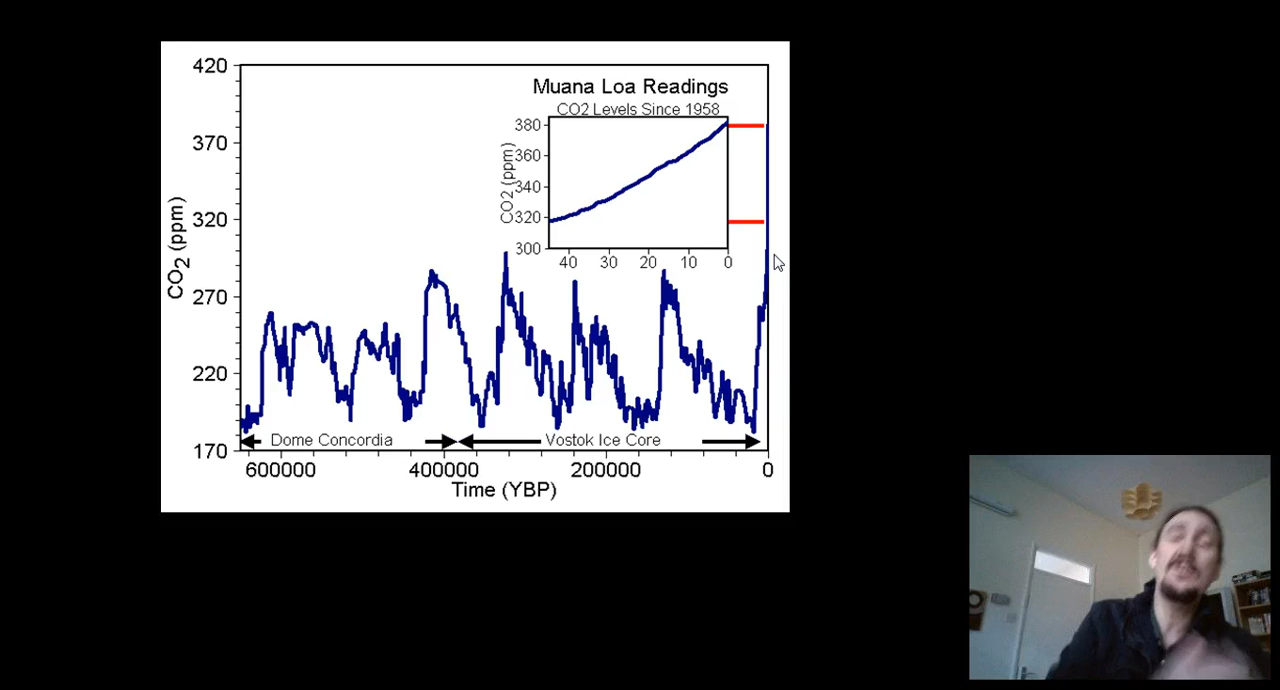 420
Muana Loa Readings
CO2 Levels Since 1958
380
370
360
CO2 (ppm)
340
320
320
300
40 30 20 10 0
CO2 (ppm)
270
220
Dome Concordia
Vostok Ice Core
170
600000 400000 200000 0
Time (YBP)